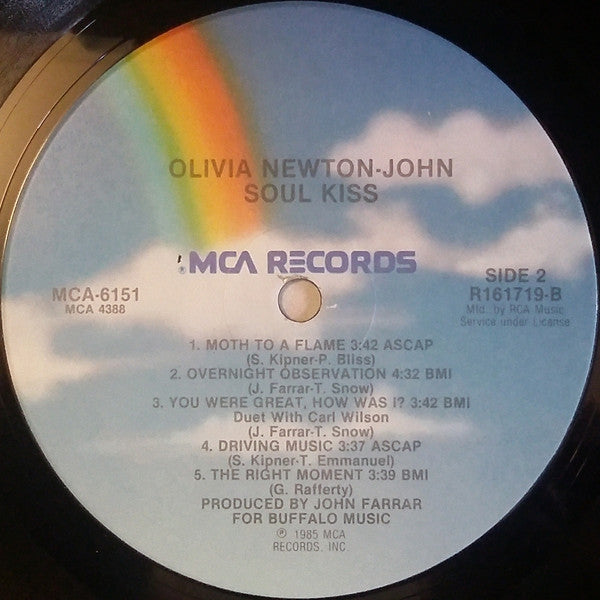 OLIVIA NEWTON-JOHN
SOUL KISS
MCA RECORDS
MCA-6151
MCA 4388
SIDE 2
R161719-B
Mfd. by RCA Music
Service under License
1. MOTH TO A FLAME 3:42 ASCAP
(S. Kipner-P. Bliss)
2. OVERNIGHT OBSERVATION 4:32 BMI
(J. Farrar-T. Snow)
3. YOU WERE GREAT, HOW WAS I? 3:42 BMI
Duet With Carl Wilson
(J. Farrar-T. Snow)
4. DRIVING MUSIC 3:37 ASCAP
(S. Kipner-T. Emmanuel)
5. THE RIGHT MOMENT 3:39 BMI
(G. Rafferty)
PRODUCED BY JOHN FARRAR
FOR BUFFALO MUSIC
℗ 1985 MCA
RECORDS, INC.